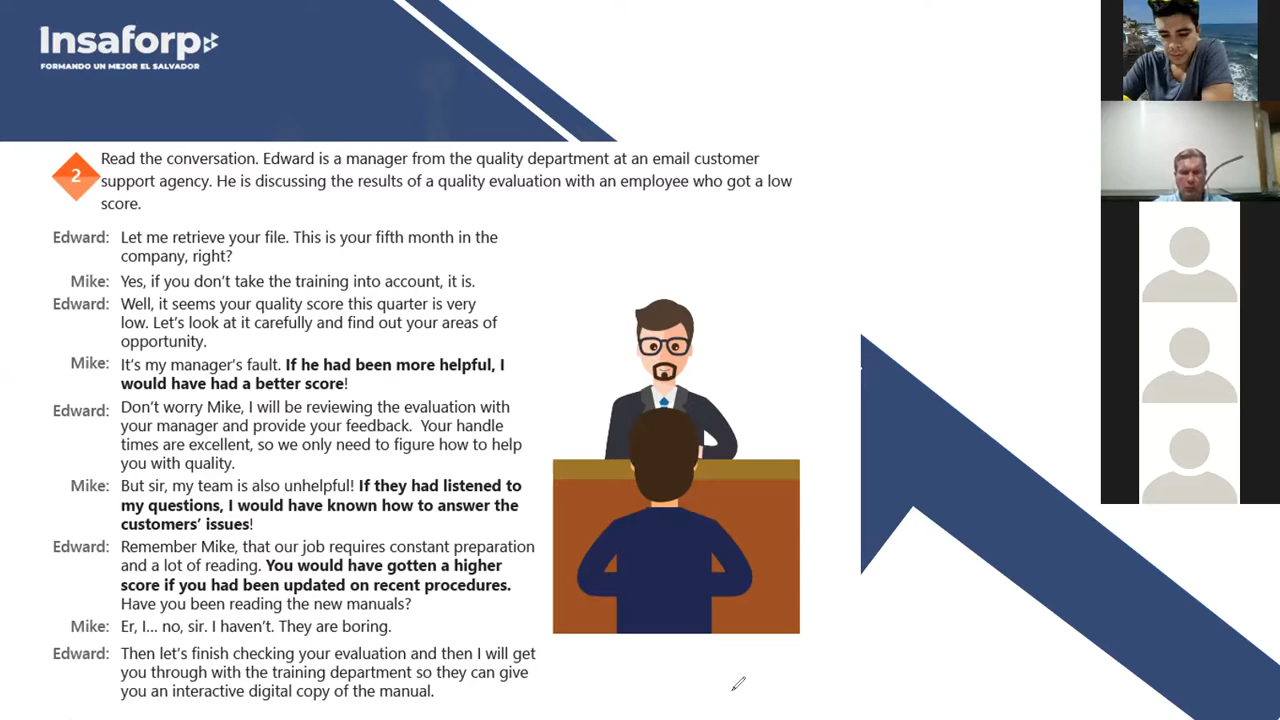 Insaforp
FORMANDO UN MEJOR EL SALVADOR
2
Read the conversation. Edward is a manager from the quality department at an email customer
support agency. He is discussing the results of a quality evaluation with an employee who got a low
score.
Edward: Let me retrieve your file. This is your fifth month in the
company, right?
Mike: Yes, if you don't take the training into account, it is.
Edward: Well, it seems your quality score this quarter is very
low. Let's look at it carefully and find out your areas of
opportunity.
Mike: It's my manager's fault. If he had been more helpful, I
would have had a better score!
Edward: Don't worry Mike, I will be reviewing the evaluation with
your manager and provide your feedback. Your handle
times are excellent, so we only need to figure how to help
you with quality.
Mike: But sir, my team is also unhelpful! If they had listened to
my questions, I would have known how to answer the
customers' issues!
Edward: Remember Mike, that our job requires constant preparation
and a lot of reading. You would have gotten a higher
score if you had been updated on recent procedures.
Have you been reading the new manuals?
Mike: Er, I... no, sir. I haven't. They are boring.
Edward: Then let's finish checking your evaluation and then I will get
you through with the training department so they can give
you an interactive digital copy of the manual.